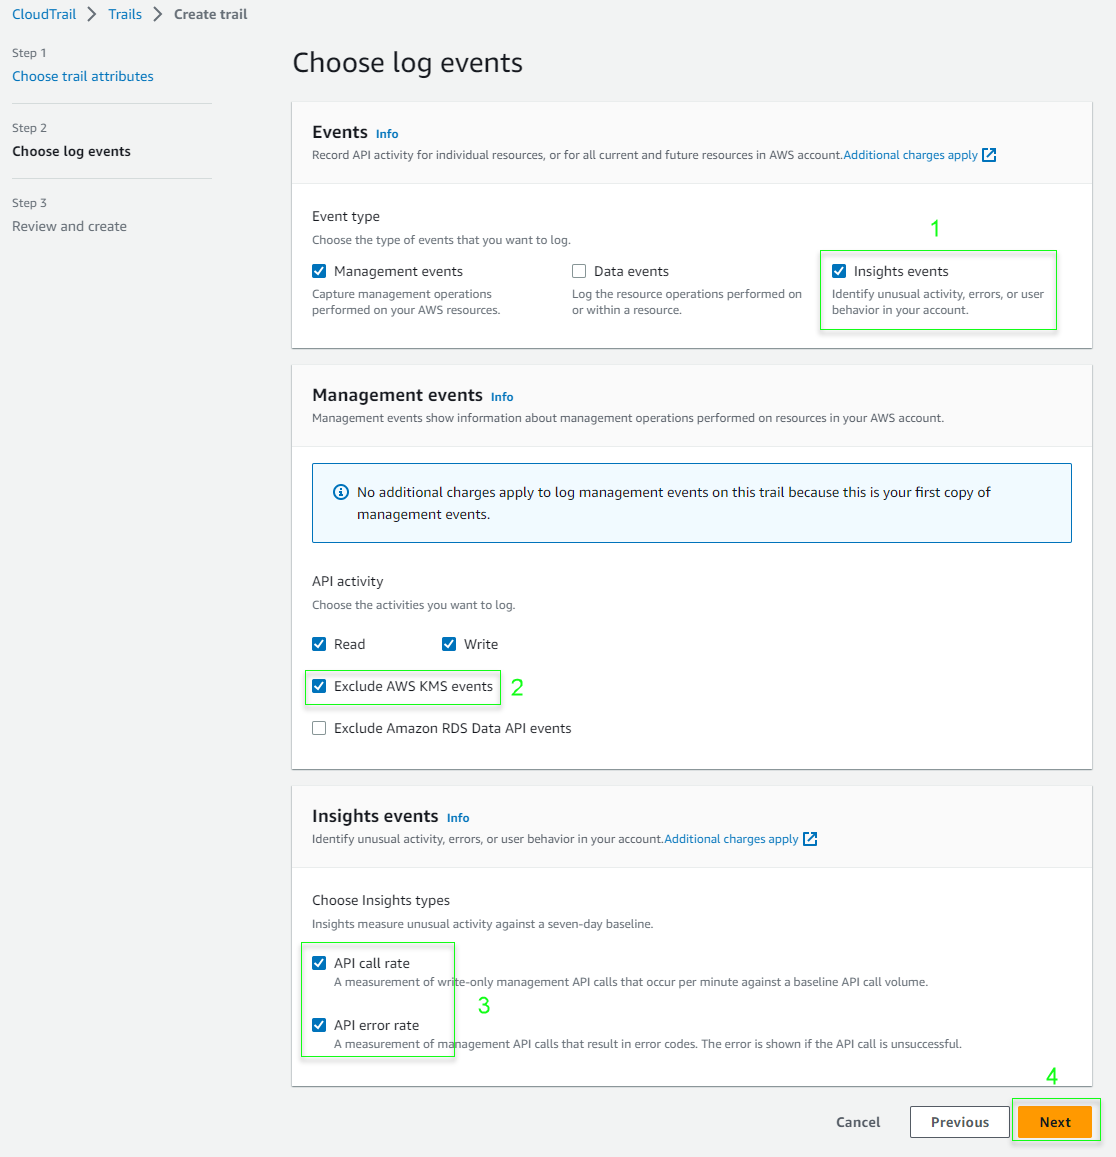 CloudTrail > Trails > Create trail
Step 1
Choose trail attributes
Step 2
Choose log events
Step 3
Review and create
Choose log events
Events Info
Record API activity for individual resources, or for all current and future resources in AWS account.Additional charges apply
Event type
Choose the type of events that you want to log.
1
Management events
Capture management operations
performed on your AWS resources.
Data events
Log the resource operations performed on
or within a resource.
Insights events
Identify unusual activity, errors, or user
behavior in your account.
Management events Info
Management events show information about management operations performed on resources in your AWS account.
No additional charges apply to log management events on this trail because this is your first copy of
management events.
API activity
Choose the activities you want to log.
Read Write
Exclude AWS KMS events 2
Exclude Amazon RDS Data API events
Insights events Info
Identify unusual activity, errors, or user behavior in your account.Additional charges apply
Choose Insights types
Insights measure unusual activity against a seven-day baseline.
API call rate
A measurement of write-only management API calls that occur per minute against a baseline API call volume.
3
API error rate
A measurement of management API calls that result in error codes. The error is shown if the API call is unsuccessful.
4
Cancel Previous Next